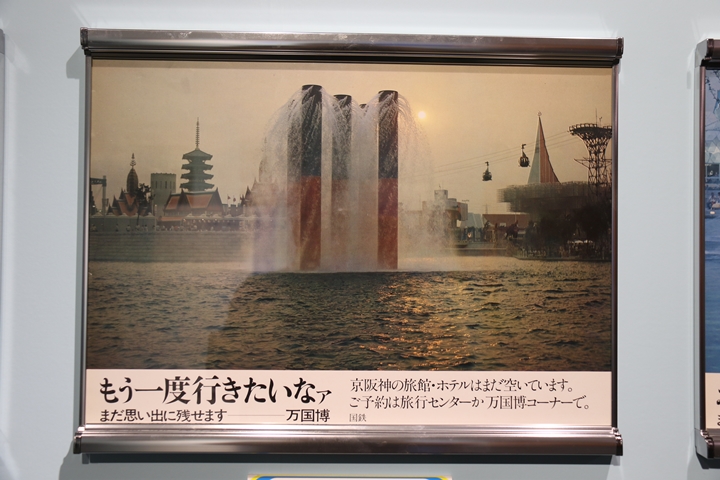 もう一度行きたいなァ
まだ思い出に残せます――万国博
京阪神の旅館・ホテルはまだ空いています。
ご予約は旅行センターか万国博コーナーで。
国鉄